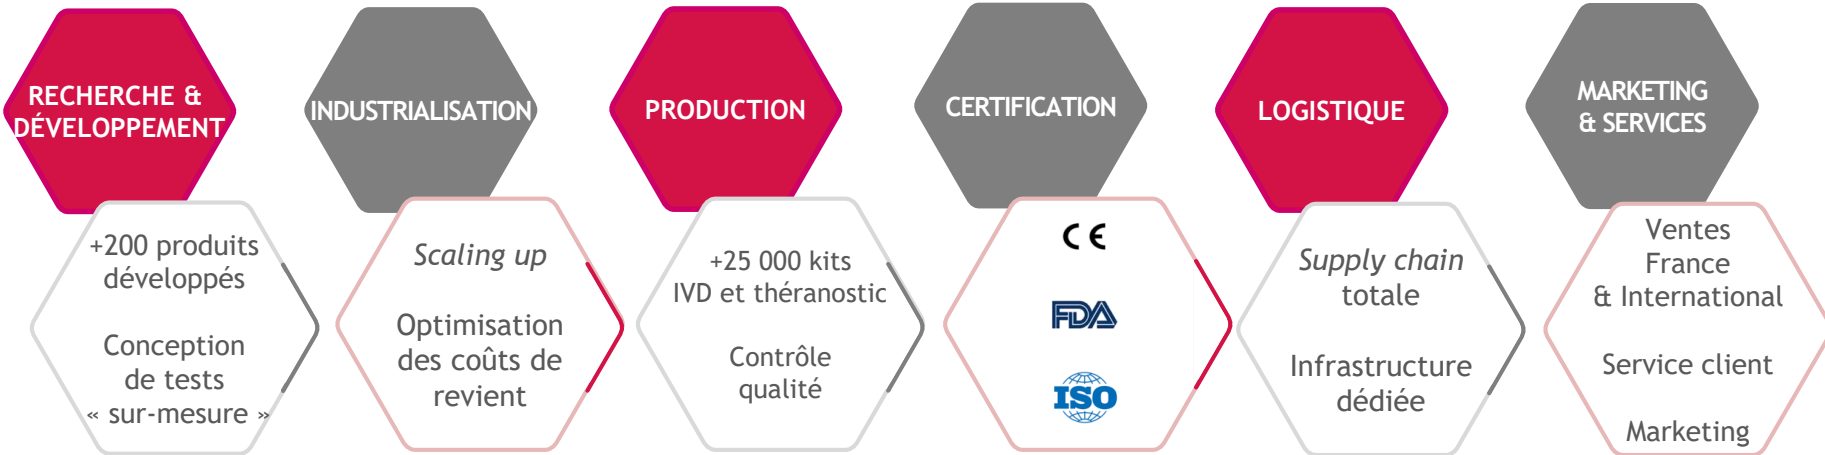 RECHERCHE &
DÉVELOPPEMENT
INDUSTRIALISATION
PRODUCTION
CERTIFICATION
LOGISTIQUE
MARKETING
& SERVICES
+200 produits
développés
Conception
de tests
« sur-mesure »
Scaling up
Optimisation
des coûts de
revient
+25 000 kits
IVD et théranostic
Contrôle
qualité
CE
FDA
ISO
Supply chain
totale
Infrastructure
dédiée
Ventes
France
& International
Service client
Marketing